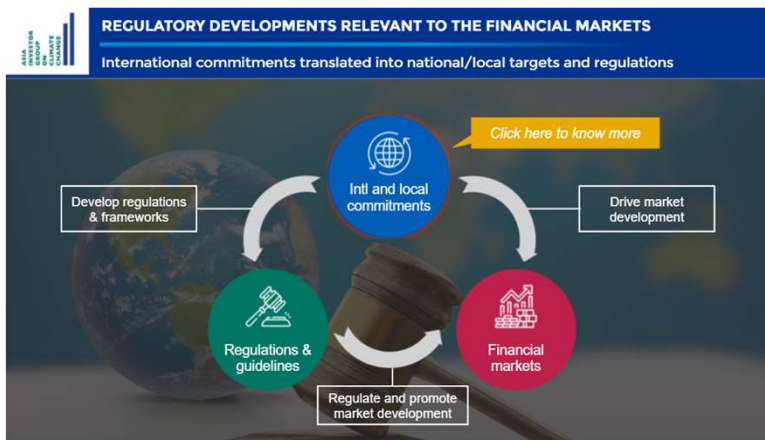 ASIA
INVESTOR
GROUP
ON
CLIMATE
CHANGE
REGULATORY DEVELOPMENTS RELEVANT TO THE FINANCIAL MARKETS
International commitments translated into national/local targets and regulations
Click here to know more
Intl and local
commitments
Develop regulations
& frameworks
Drive market
development
Regulations &
guidelines
Financial
markets
Regulate and promote
market development